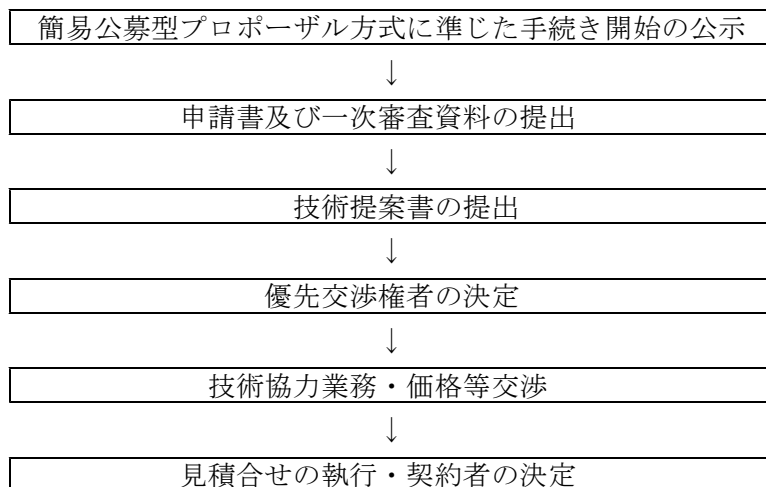 簡易公募型プロポーザル方式に準じた手続き開始の公示
↓
申請書及び一次審査資料の提出
↓
技術提案書の提出
↓
優先交渉権者の決定
↓
技術協力業務・価格等交渉
↓
見積合せの執行・契約者の決定